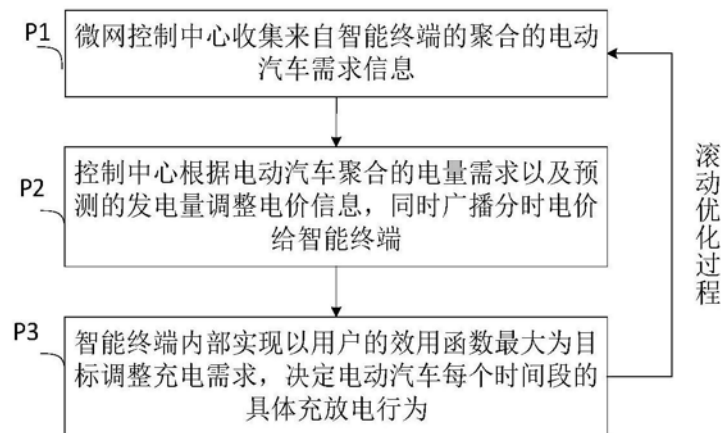 P1
微网控制中心收集来自智能终端的聚合的电动
汽车需求信息
P2
控制中心根据电动汽车聚合的电量需求以及预
测的发电量调整电价信息，同时广播分时电价
给智能终端
P3
智能终端内部实现以用户的效用函数最大为目
标调整充电需求，决定电动汽车每个时间段的
具体充放电行为
滚动优化过程